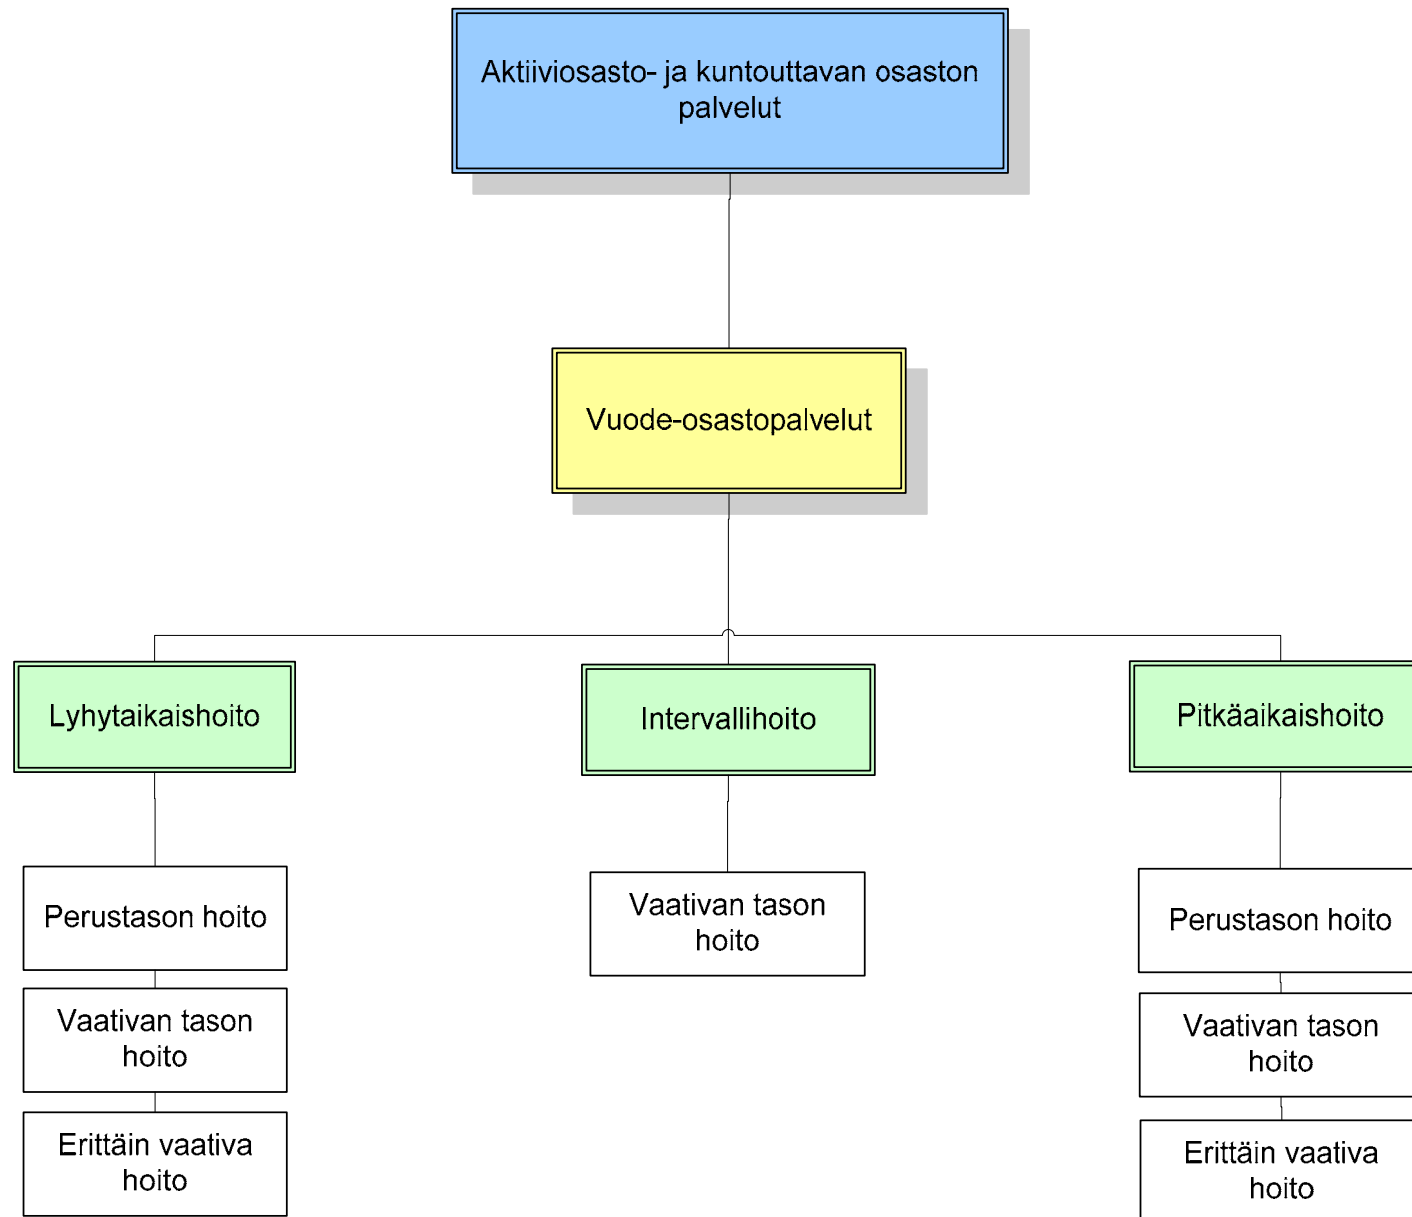 Aktiiviosasto- ja kuntouttavan osaston
palvelut
Vuode-osastopalvelut
Lyhytaikaishoito
Intervallihoito
Pitkäaikaishoito
Perustason hoito
Vaativan tason
hoito
Erittäin vaativa
hoito
Vaativan tason
hoito
Perustason hoito
Vaativan tason
hoito
Erittäin vaativa
hoito